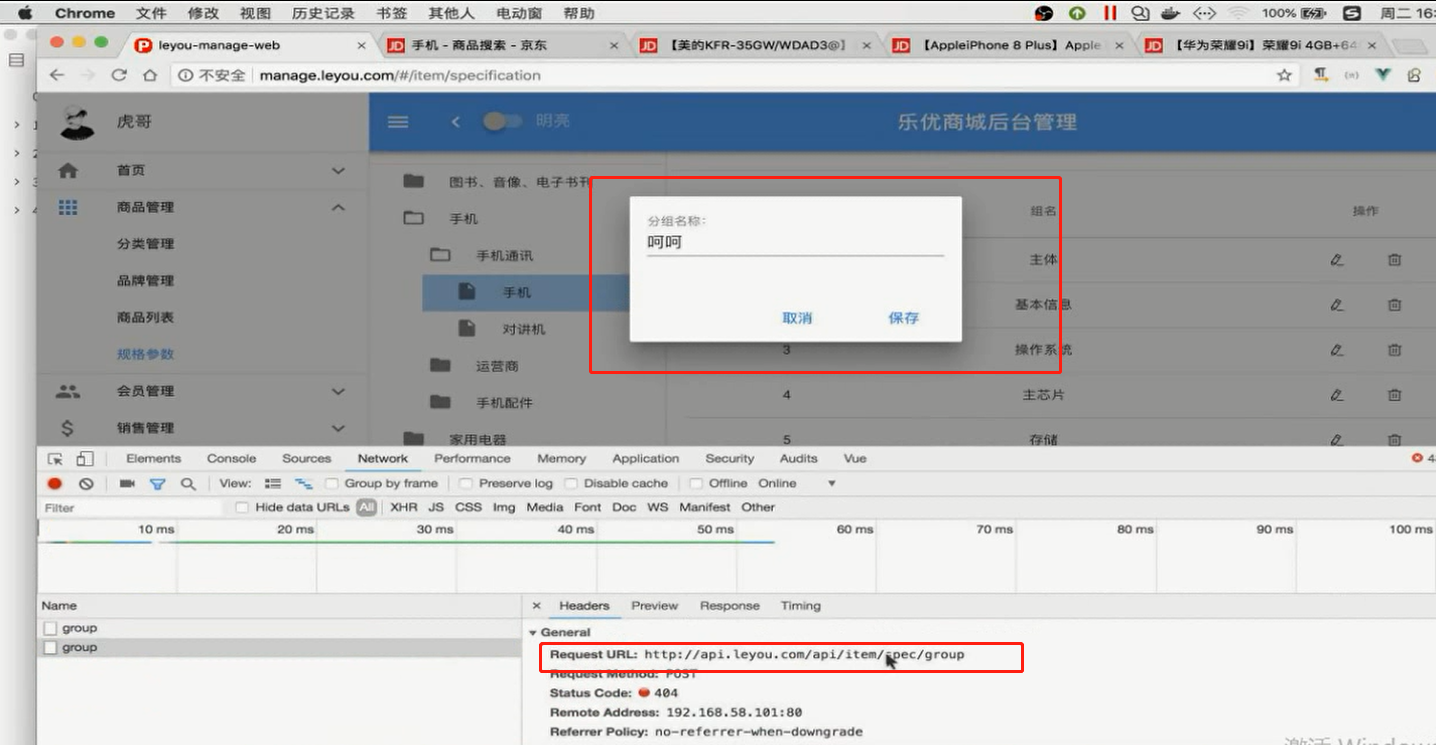 Chrome 文件 修改 视图 历史记录 书签 其他人 电动窗 帮助 100% 周二 16:
leyou-manage-web × 手机 - 商品搜索 - 京东 × 【美的KFR-35GW/WDAD3@】 × 【AppleiPhone 8 Plus】Apple × 【华为荣耀9i】荣耀9i 4GB+64 ×
不安全 manage.leyou.com/#/item/specification
虎哥 明亮 乐优商城后台管理
首页
图书、音像、电子书刊
商品管理
手机
分组名称:
呵呵
组名 操作
分类管理
手机通讯
主体
品牌管理
手机
基本信息
商品列表
对讲机
取消 保存
规格参数
3 操作系统
运营商
会员管理
手机配件
4 主芯片
销售管理
家用电器
5 存储
Elements Console Sources Network Performance Memory Application Security Audits Vue 4
View: Group by frame Preserve log Disable cache Offline Online
Filter Hide data URLs All XHR JS CSS Img Media Font Doc WS Manifest Other
10 ms 20 ms 30 ms 40 ms 50 ms 60 ms 70 ms 80 ms 90 ms 100 ms
Name × Headers Preview Response Timing
group
General
group
Request URL: http://api.leyou.com/api/item/spec/group
Request Method: POST
Status Code: 404
Remote Address: 192.168.58.101:80
Referrer Policy: no-referrer-when-downgrade